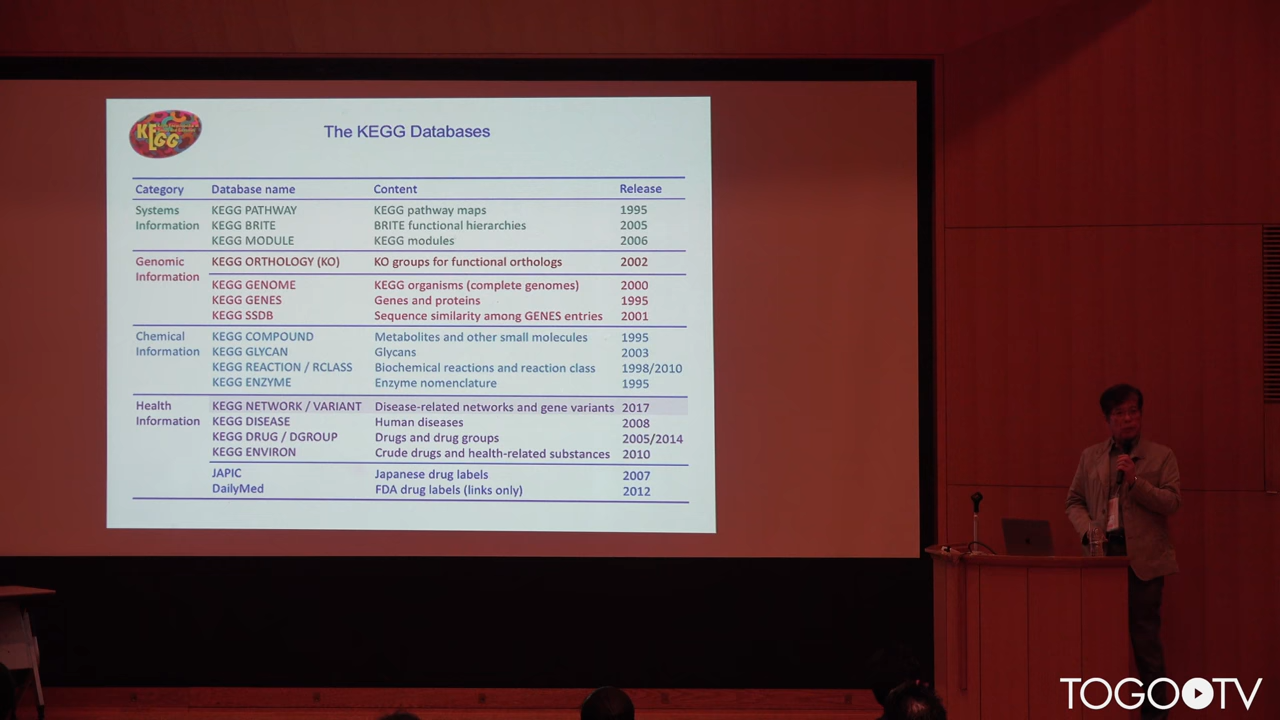 KEGG
The KEGG Databases
Category Database name Content Release
Systems Information KEGG PATHWAY KEGG pathway maps 1995
KEGG BRITE BRITE functional hierarchies 2005
KEGG MODULE KEGG modules 2006
Genomic Information KEGG ORTHOLOGY (KO) KO groups for functional orthologs 2002
KEGG GENOME KEGG organisms (complete genomes) 2000
KEGG GENES Genes and proteins 1995
KEGG SSDB Sequence similarity among GENES entries 2001
Chemical Information KEGG COMPOUND Metabolites and other small molecules 1995
KEGG GLYCAN Glycans 2003
KEGG REACTION / RCLASS Biochemical reactions and reaction class 1998/2010
KEGG ENZYME Enzyme nomenclature 1995
Health Information KEGG NETWORK / VARIANT Disease-related networks and gene variants 2017
KEGG DISEASE Human diseases 2008
KEGG DRUG / DGROUP Drugs and drug groups 2005/2014
KEGG ENVIRON Crude drugs and health-related substances 2010
JAPIC Japanese drug labels 2007
DailyMed FDA drug labels (links only) 2012
TOGOTV